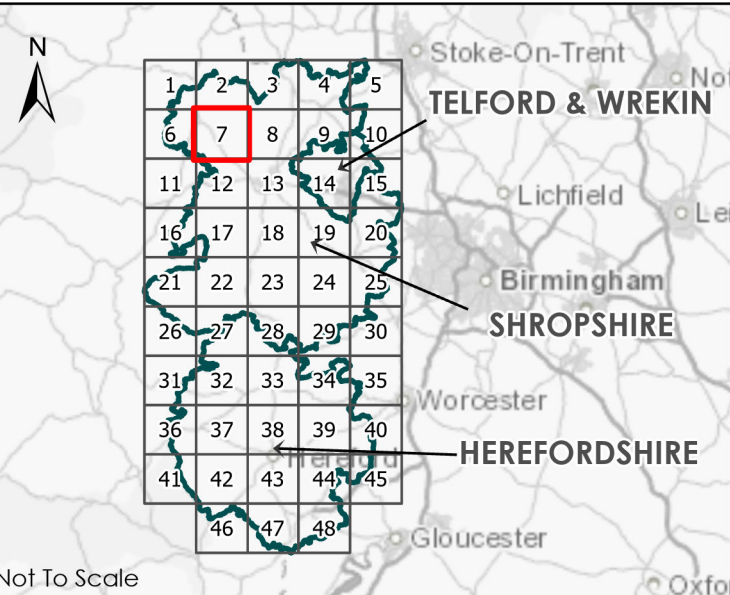 N
Stoke-On-Trent
1 2 3 4 5
TELFORD & WREKIN
6 7 8 9 10
11 12 13 14 15
Lichfield
16 17 18 19 20
21 22 23 24 25
Birmingham
SHROPSHIRE
26 27 28 29 30
31 32 33 34 35
Worcester
36 37 38 39 40
HEREFORDSHIRE
Hereford
41 42 43 44 45
46 47 48
Gloucester
Not To Scale